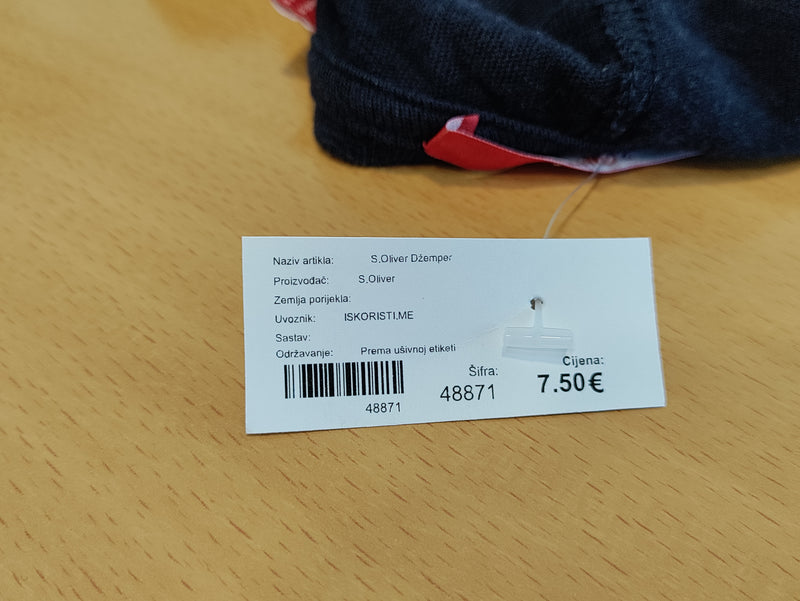 Naziv artikla: S.Oliver Džemper
Proizvođač: S.Oliver
Zemlja porijekla:
Uvoznik: ISKORISTI.ME
Sastav:
Održavanje: Prema ušivnoj etiketi
48871
Šifra:
48871
Cijena:
7.50€